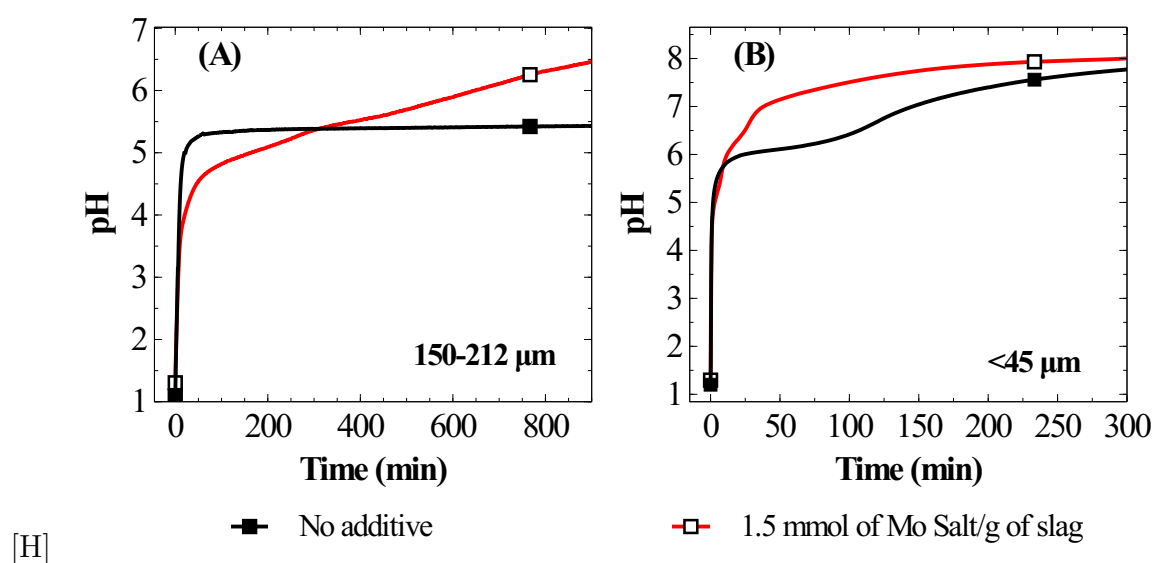 (A)
7
6
5
4
3
2
1
pH
0 200 400 600 800
Time (min)
150-212 μm
(B)
8
7
6
5
4
3
2
1
pH
0 50 100 150 200 250 300
Time (min)
<45 μm
No additive
1.5 mmol of Mo Salt/g of slag
[H]